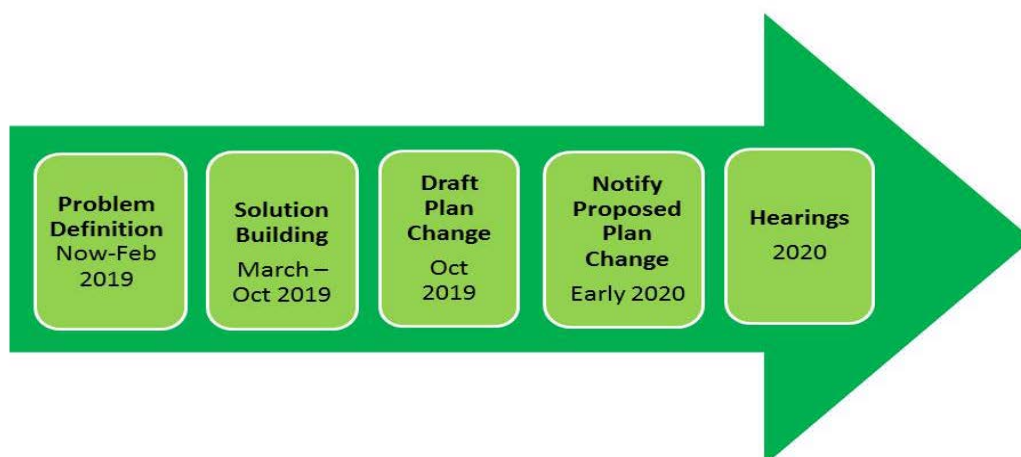 Problem
Definition
Now-Feb
2019
Solution
Building
March –
Oct 2019
Draft
Plan
Change
Oct
2019
Notify
Proposed
Plan
Change
Early 2020
Hearings
2020